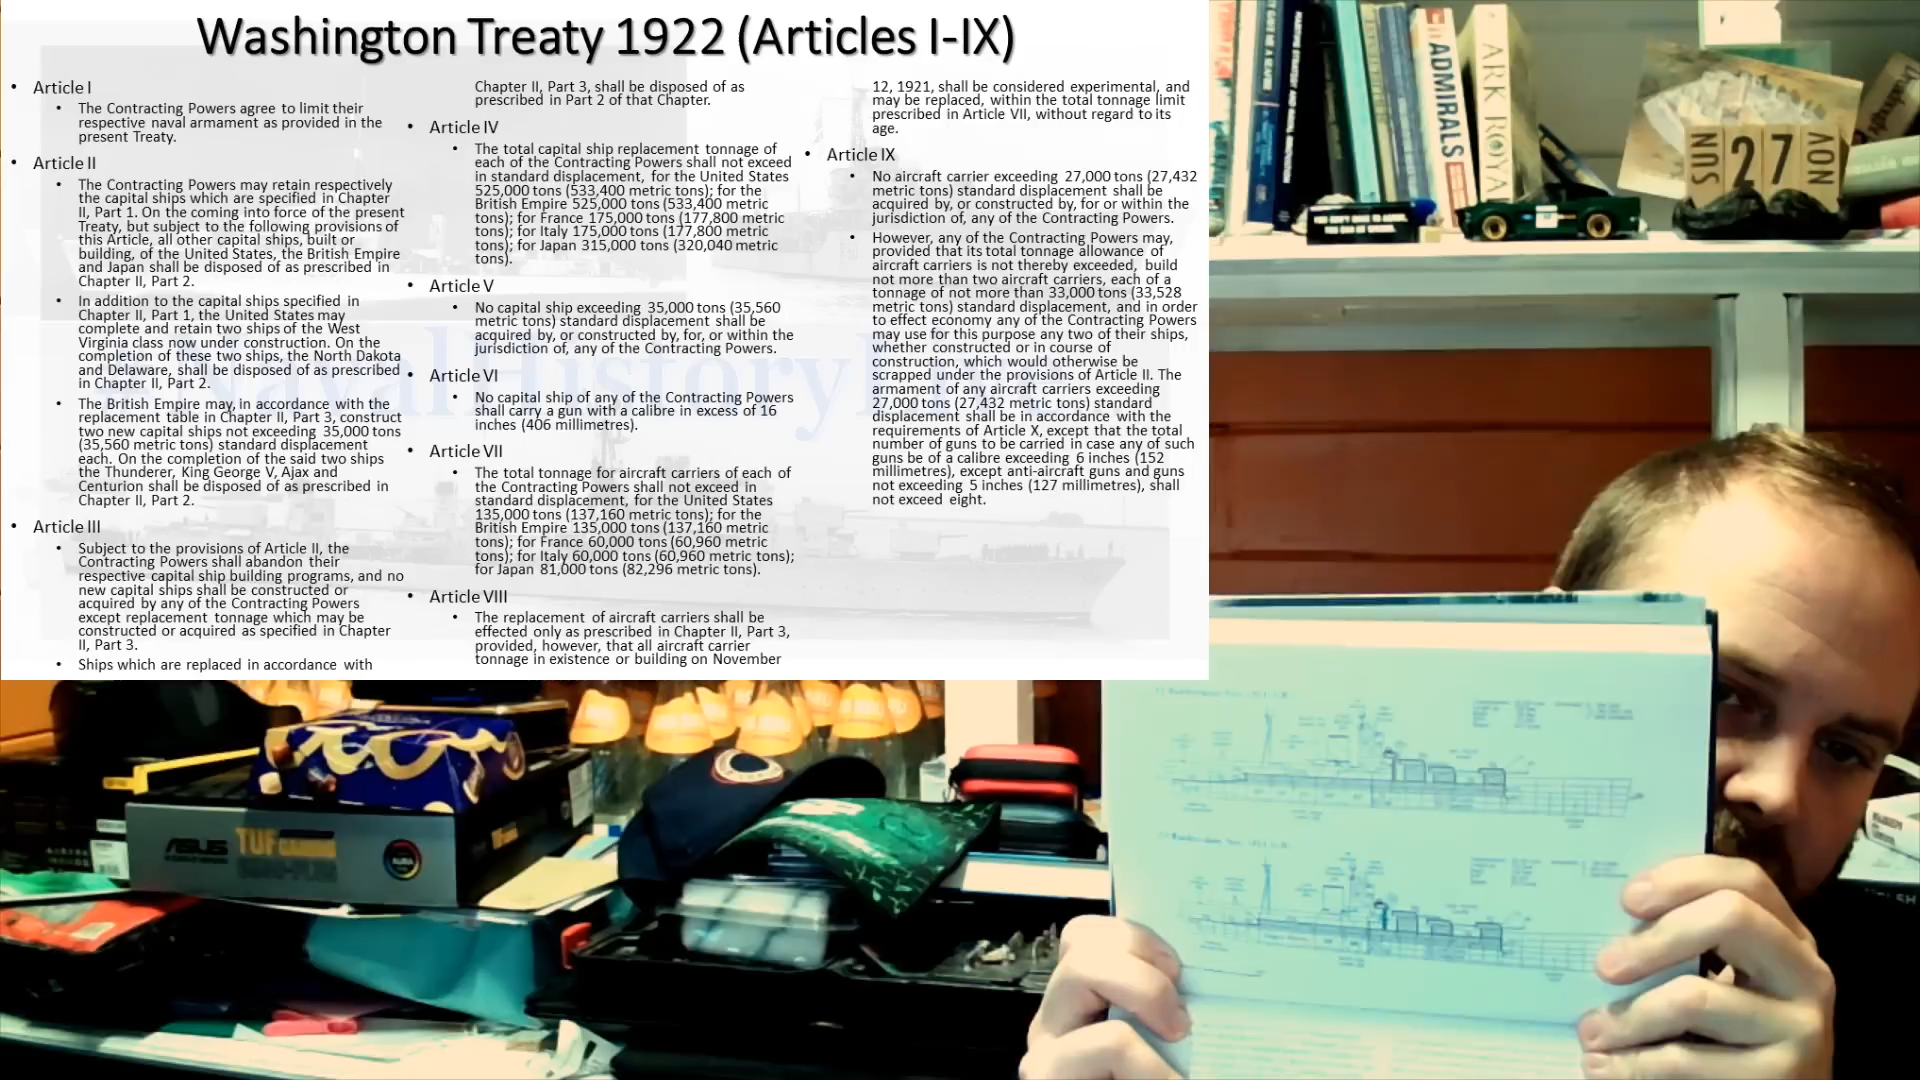 Washington Treaty 1922 (Articles I-IX)
• Article I
• The Contracting Powers agree to limit their
respective naval armament as provided in the
present Treaty.
• Article II
• The Contracting Powers may retain respectively
the capital ships which are specified in Chapter
II, Part 1. On the coming into force of the present
Treaty, but subject to the following provisions of
this Article, all other capital ships, built or
building, of the United States, the British Empire
and Japan shall be disposed of as prescribed in
Chapter II, Part 2.
• In addition to the capital ships specified in
Chapter II, Part 1, the United States may
complete and retain two ships of the West
Virginia class now under construction. On the
completion of these two ships, the North Dakota
and Delaware, shall be disposed of as prescribed
in Chapter II, Part 2.
• The British Empire may, in accordance with the
replacement table in Chapter II, Part 3, construct
two new capital ships not exceeding 35,000 tons
(35,560 metric tons) standard displacement
each. On the completion of the said two ships
the Thunderer, King George V, Ajax and
Centurion shall be disposed of as prescribed in
Chapter II, Part 2.
• Article III
• Subject to the provisions of Article II, the
Contracting Powers shall abandon their
respective capital ship building programs, and no
new capital ships shall be constructed or
acquired by any of the Contracting Powers
except replacement tonnage which may be
constructed or acquired as specified in Chapter
II, Part 3.
• Ships which are replaced in accordance with
Chapter II, Part 3, shall be disposed of as
prescribed in Part 2 of that Chapter.
• Article IV
• The total capital ship replacement tonnage of
each of the Contracting Powers shall not exceed
in standard displacement, for the United States
525,000 tons (533,400 metric tons); for the
British Empire 525,000 tons (533,400 metric
tons); for France 175,000 tons (177,800 metric
tons); for Italy 175,000 tons (177,800 metric
tons); for Japan 315,000 tons (320,040 metric
tons).
• Article V
• No capital ship exceeding 35,000 tons (35,560
metric tons) standard displacement shall be
acquired by, or constructed by, for, or within the
jurisdiction of, any of the Contracting Powers.
• Article VI
• No capital ship of any of the Contracting Powers
shall carry a gun with a calibre in excess of 16
inches (406 millimetres).
• Article VII
• The total tonnage for aircraft carriers of each of
the Contracting Powers shall not exceed in
standard displacement, for the United States
135,000 tons (137,160 metric tons); for the
British Empire 135,000 tons (137,160 metric
tons); for France 60,000 tons (60,960 metric
tons); for Italy 60,000 tons (60,960 metric tons);
for Japan 81,000 tons (82,296 metric tons).
• Article VIII
• The replacement of aircraft carriers shall be
effected only as prescribed in Chapter II, Part 3,
provided, however, that all aircraft carrier
tonnage in existence or building on November
12, 1921, shall be considered experimental, and
may be replaced, within the total tonnage limit
prescribed in Article VII, without regard to its
age.
• Article IX
• No aircraft carrier exceeding 27,000 tons (27,432
metric tons) standard displacement shall be
acquired by, or constructed by, for or within the
jurisdiction of, any of the Contracting Powers.
• However, any of the Contracting Powers may,
provided that its total tonnage allowance of
aircraft carriers is not thereby exceeded, build
not more than two aircraft carriers, each of a
tonnage of not more than 33,000 tons (33,528
metric tons) standard displacement, and in order
to effect economy any of the Contracting Powers
may use for this purpose any two of their ships,
whether constructed or in course of
construction, which would otherwise be
scrapped under the provisions of Article II. The
armament of any aircraft carriers exceeding
27,000 tons (27,432 metric tons) standard
displacement shall be in accordance with the
requirements of Article X, except that the total
number of guns to be carried in case any of such
guns be of a calibre exceeding 6 inches (152
millimetres), except anti-aircraft guns and guns
not exceeding 5 inches (127 millimetres), shall
not exceed eight.
ADMIRALS
ARK ROYAL
SUN 27 NOV
ASUS
TUF GAMING
AURA